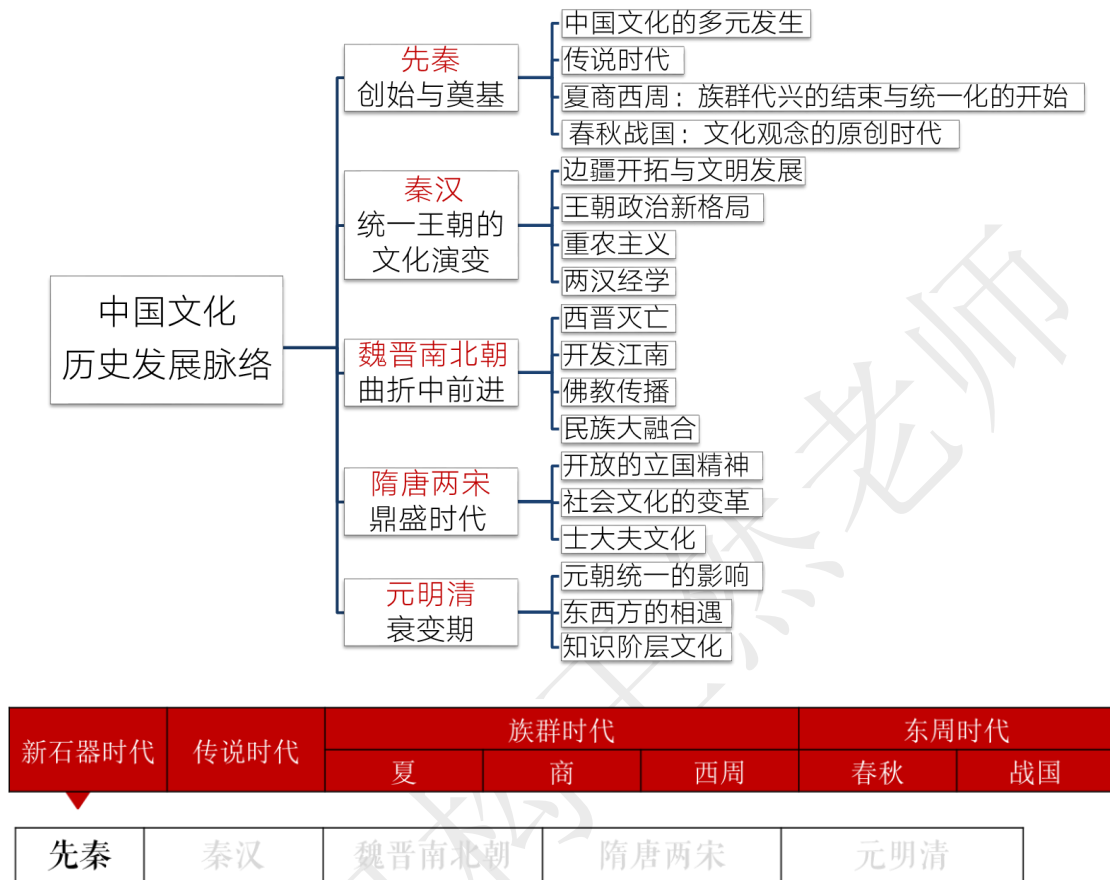 中国文化
历史发展脉络
先秦
创始与奠基
中国文化的多元发生
传说时代
夏商西周：族群代兴的结束与统一化的开始
春秋战国：文化观念的原创时代
秦汉
统一王朝的
文化演变
边疆开拓与文明发展
王朝政治新格局
重农主义
两汉经学
魏晋南北朝
曲折中前进
西晋灭亡
开发江南
佛教传播
民族大融合
隋唐两宋
鼎盛时代
开放的立国精神
社会文化的变革
士大夫文化
元明清
衰变期
元朝统一的影响
东西方的相遇
知识阶层文化
新石器时代 传说时代 族群时代 东周时代
夏 商 西周 春秋 战国
先秦 秦汉 魏晋南北朝 隋唐两宋 元明清
老师